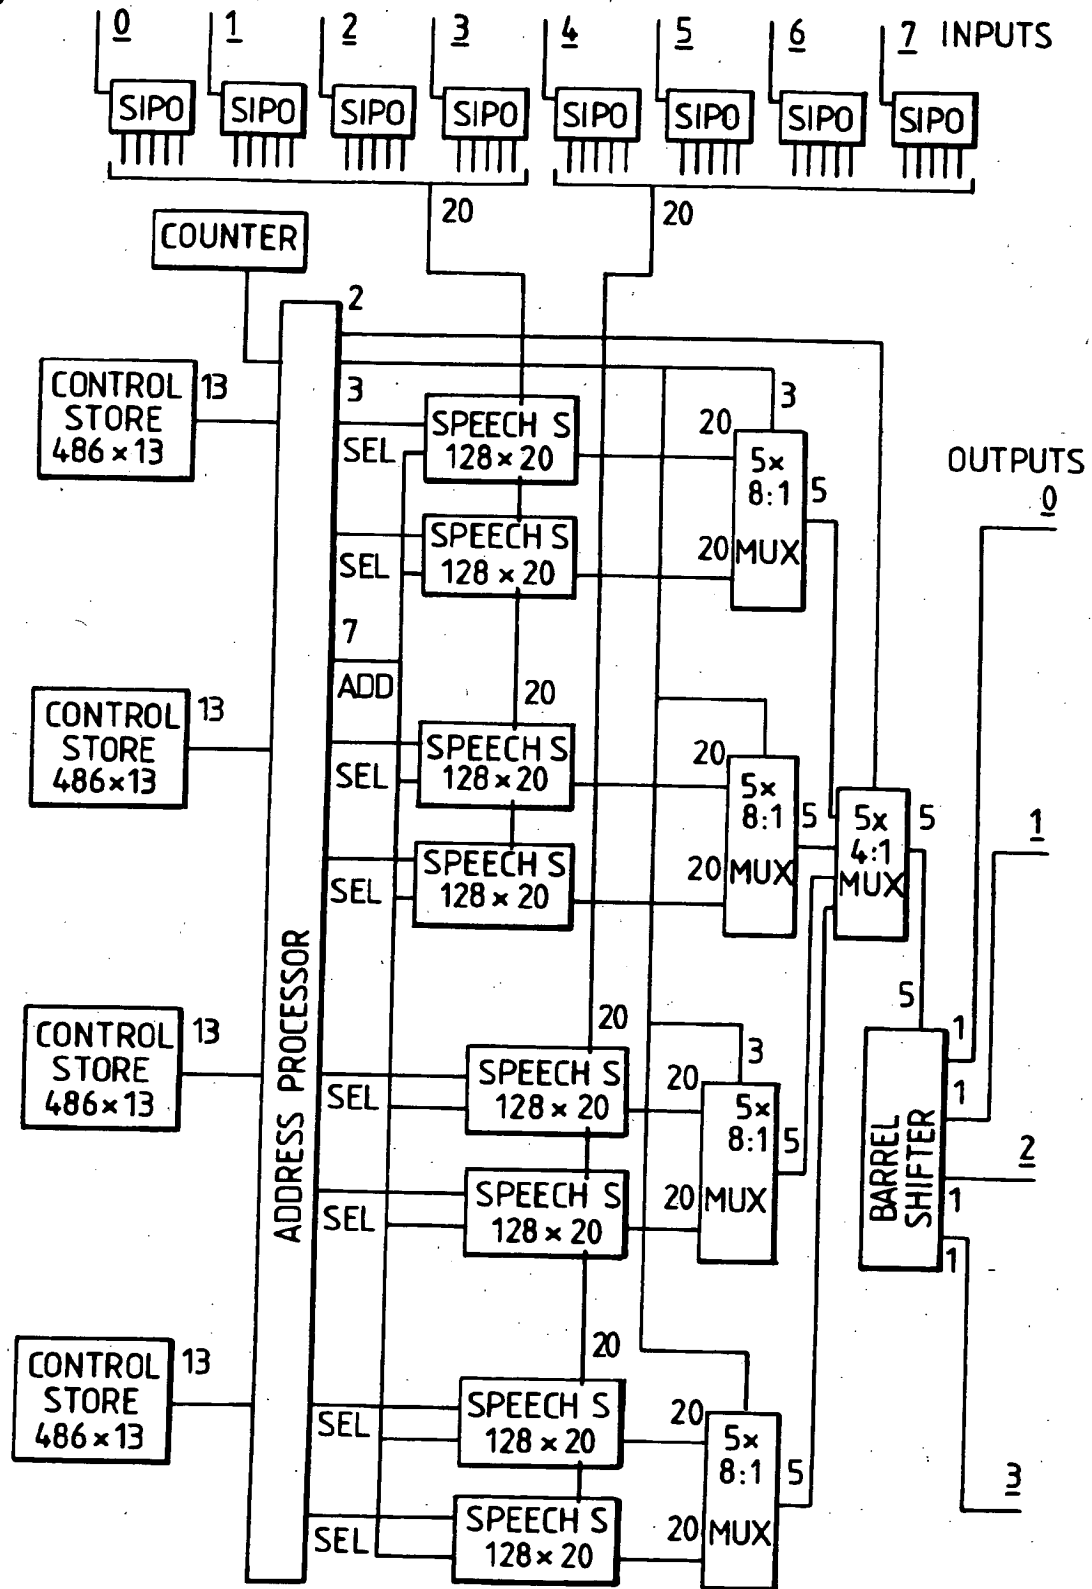 0 1 2 3 4 5 6 7 INPUTS
SIPO SIPO SIPO SIPO SIPO SIPO SIPO SIPO
20 20
COUNTER
2
CONTROL
STORE
486×13
13
3
SEL
SPEECH S
128×20
20
3
5×
8:1
MUX
5
20
SEL
SPEECH S
128×20
OUTPUTS
0
7
ADD
20
CONTROL
STORE
486×13
13
SEL
SPEECH S
128×20
20
5×
8:1
MUX
5
20
SEL
SPEECH S
128×20
5×
4:1
MUX
5
1
ADDRESS PROCESSOR
20
5
CONTROL
STORE
486×13
13
SEL
SPEECH S
128×20
20
3
5×
8:1
MUX
5
20
SEL
SPEECH S
128×20
BARREL
SHIFTER
1
1
1
1
2
20
CONTROL
STORE
486×13
13
SEL
SPEECH S
128×20
20
5×
8:1
MUX
5
20
SEL
SPEECH S
128×20
3